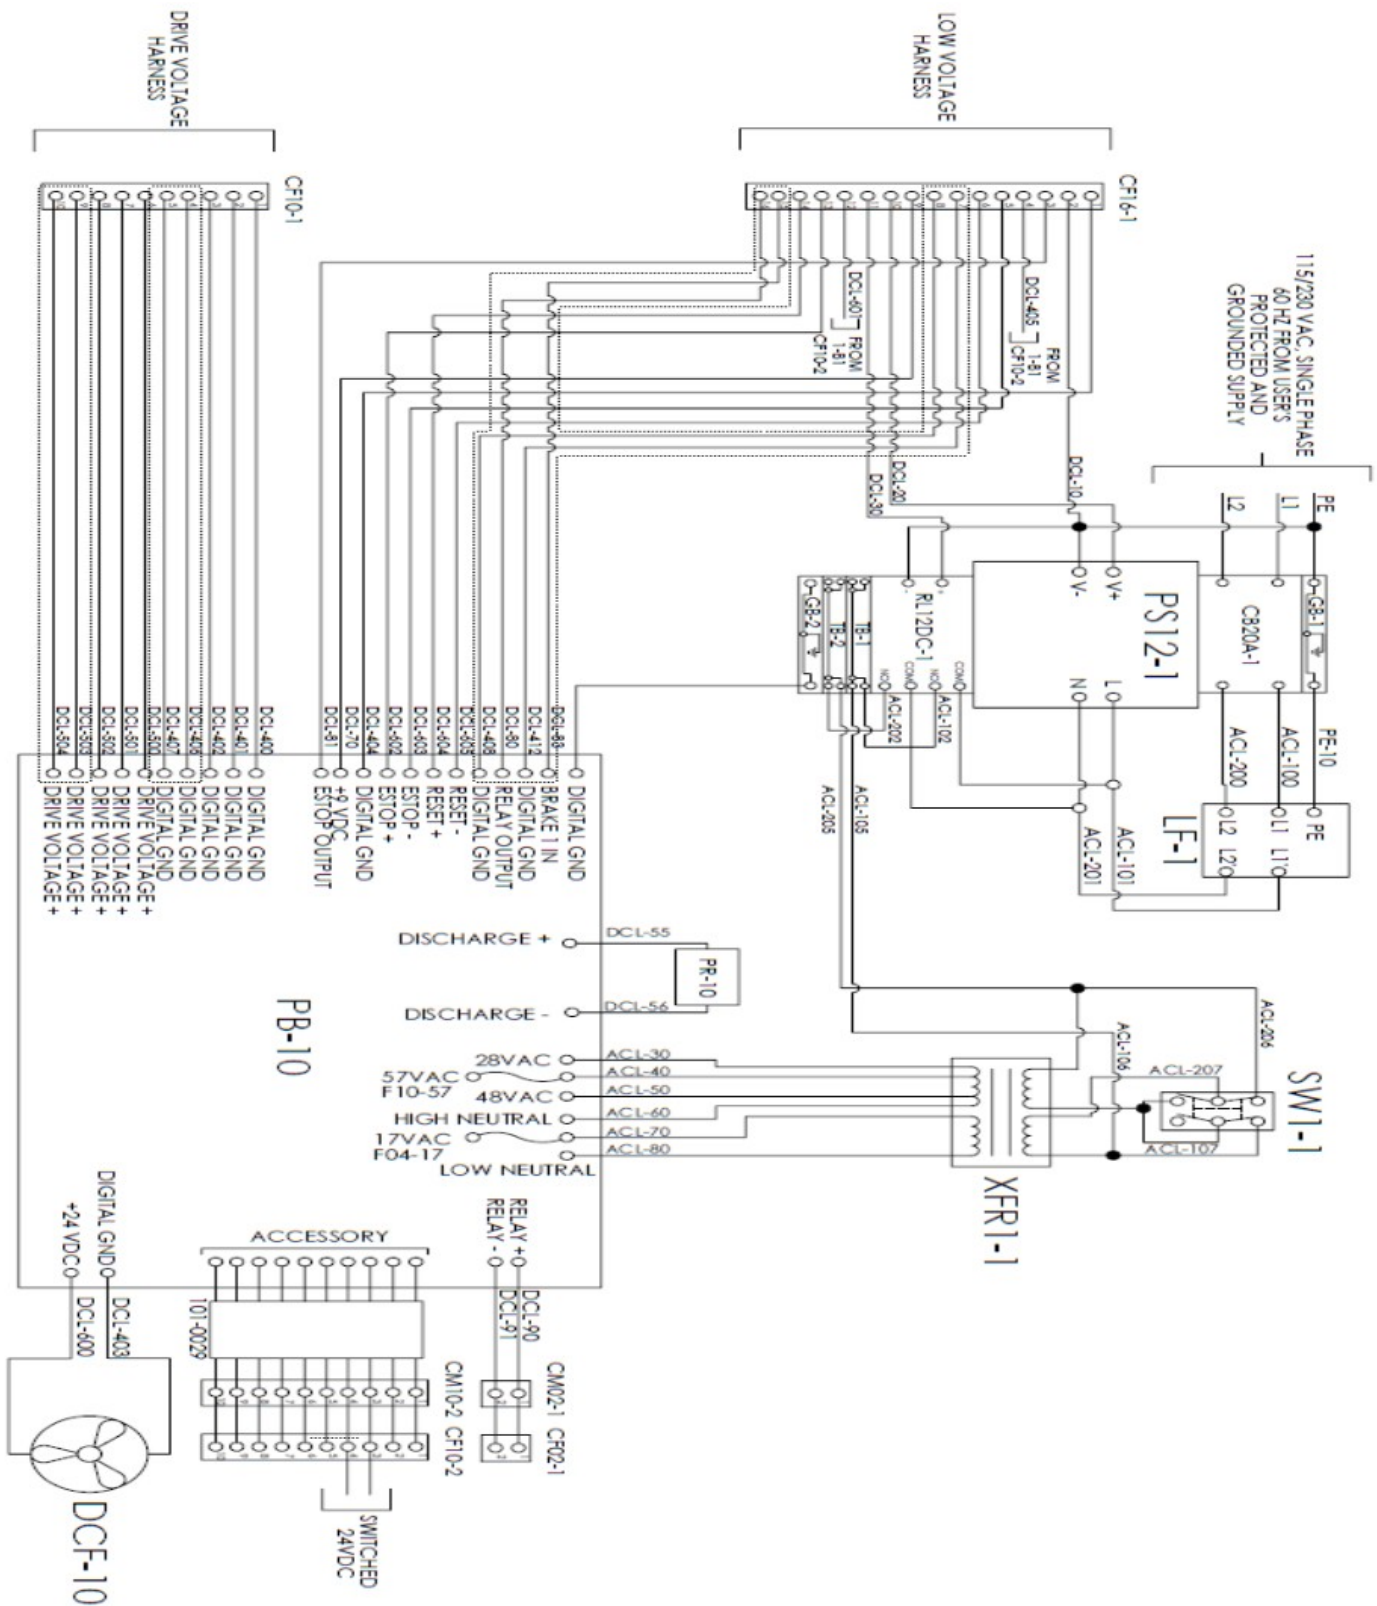 DRIVE VOLTAGE
HARNESS
CF10-1
LOW VOLTAGE
HARNESS
CF16-1
115/230 VAC, SINGLE PHASE
60 HZ FROM USER'S
PROTECTED AND
GROUNDED SUPPLY
DCL-601
FROM
1-81
CF10-2
DCL-405
FROM
1-81
CF10-2
DCL-10
DCL-20
DCL-30
PE
L1
L2
GB-1
CB20A-1
V+
V-
PS12-1
L
N
RL12DC-1
+
-
COM
NO
COM
NO
TB-1
TB-2
GB-2
PE-10
ACL-100
ACL-200
ACL-102
ACL-202
LF-1
PE
L1 L1'
L2 L2'
ACL-101
ACL-201
ACL-105
ACL-205
ACL-106
ACL-206
ACL-207
ACL-107
SW1-1
XFR1-1
DCL-400
DCL-401
DCL-402
DCL-407
DCL-500
DCL-501
DCL-502
DCL-503
DCL-504
DIGITAL GND
DIGITAL GND
DIGITAL GND
DIGITAL GND
DIGITAL GND
DRIVE VOLTAGE +
DRIVE VOLTAGE +
DRIVE VOLTAGE +
DRIVE VOLTAGE +
DRIVE VOLTAGE +
DCL-81
DCL-70
DCL-404
DCL-602
DCL-603
DCL-604
DCL-605
DCL-408
DCL-80
DCL-412
DCL-83
ESTOP OUTPUT
+9 VDC
DIGITAL GND
ESTOP +
ESTOP -
RESET +
RESET -
DIGITAL GND
RELAY OUTPUT
DIGITAL GND
BRAKE 1 IN
DIGITAL GND
DISCHARGE +
DCL-55
PR-10
DISCHARGE -
DCL-56
PB-10
28VAC
ACL-30
57VAC
F10-57
ACL-40
48VAC
ACL-50
HIGH NEUTRAL
ACL-60
17VAC
F04-17
ACL-70
LOW NEUTRAL
ACL-80
RELAY +
RELAY -
DCL-90
DCL-91
CM02-1 CF02-1
ACCESSORY
101-0029
CM10-2 CF10-2
SWITCHED
24VDC
DIGITAL GND
+24 VDC
DCL-403
DCL-600
DCF-10